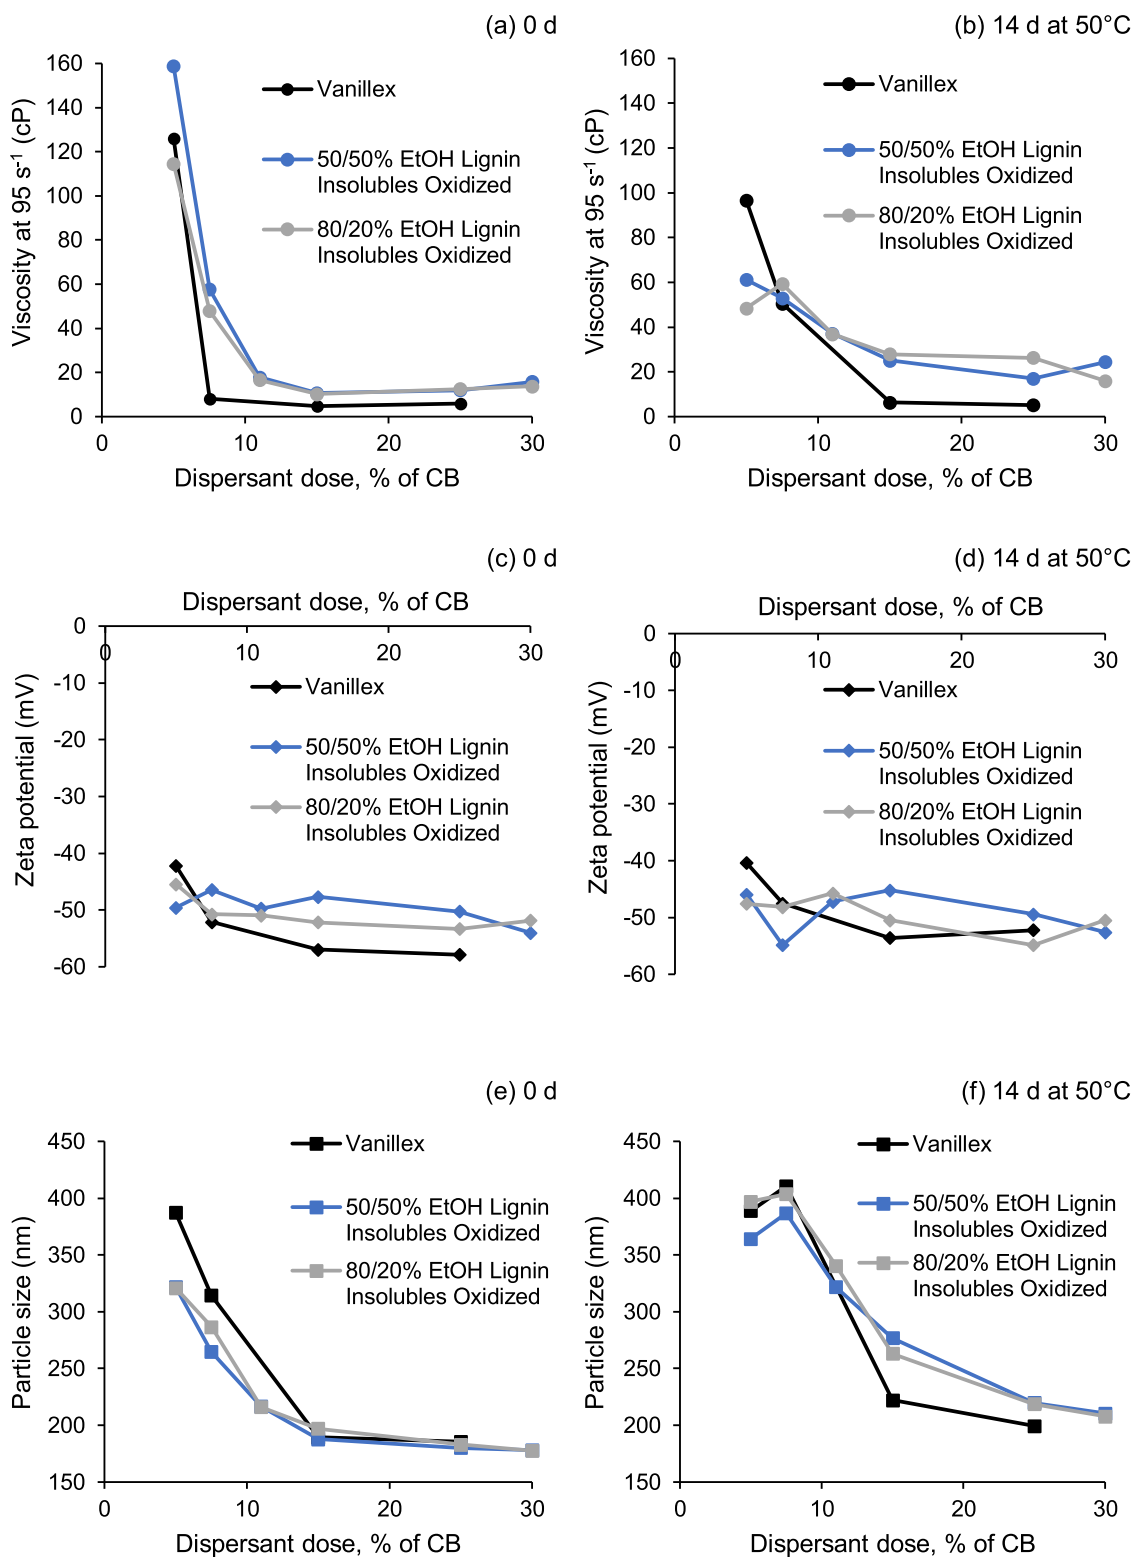 (a) 0 d
160
140
120
100
80
60
40
20
0
0
10
20
30
Viscosity at 95 s⁻¹ (cP)
Dispersant dose, % of CB
Vanillex
50/50% EtOH Lignin
Insolubles Oxidized
80/20% EtOH Lignin
Insolubles Oxidized
(b) 14 d at 50°C
160
140
120
100
80
60
40
20
0
0
10
20
30
Viscosity at 95 s⁻¹ (cP)
Dispersant dose, % of CB
Vanillex
50/50% EtOH Lignin
Insolubles Oxidized
80/20% EtOH Lignin
Insolubles Oxidized
(c) 0 d
Dispersant dose, % of CB
0
-10
-20
-30
-40
-50
-60
0
10
20
30
Zeta potential (mV)
Vanillex
50/50% EtOH Lignin
Insolubles Oxidized
80/20% EtOH Lignin
Insolubles Oxidized
(d) 14 d at 50°C
Dispersant dose, % of CB
0
-10
-20
-30
-40
-50
-60
0
10
20
30
Zeta potential (mV)
Vanillex
50/50% EtOH Lignin
Insolubles Oxidized
80/20% EtOH Lignin
Insolubles Oxidized
(e) 0 d
450
400
350
300
250
200
150
0
10
20
30
Particle size (nm)
Dispersant dose, % of CB
Vanillex
50/50% EtOH Lignin
Insolubles Oxidized
80/20% EtOH Lignin
Insolubles Oxidized
(f) 14 d at 50°C
450
400
350
300
250
200
150
0
10
20
30
Particle size (nm)
Dispersant dose, % of CB
Vanillex
50/50% EtOH Lignin
Insolubles Oxidized
80/20% EtOH Lignin
Insolubles Oxidized